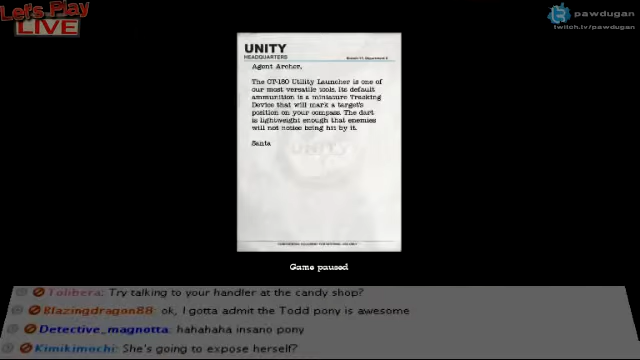 Let's Play
LIVE
pawdugan
twitch.tv/pawdugan
UNITY
HEADQUARTERS
Agent Archer,
The CT-180 Utility Launcher is one of
our most versatile tools. Its default
ammunition is a miniature Tracking
Device that will mark a target's
position on your compass. The dart
is lightweight enough that enemies
will not notice being hit by it.
Santa
UNITY
Game paused
Tolibera: Try talking to your handler at the candy shop?
Blazingdragon88: ok, I gotta admit the Todd pony is awesome
Detective_magnotta: hahahaha insano pony
Kimikimochi: She's going to expose herself?